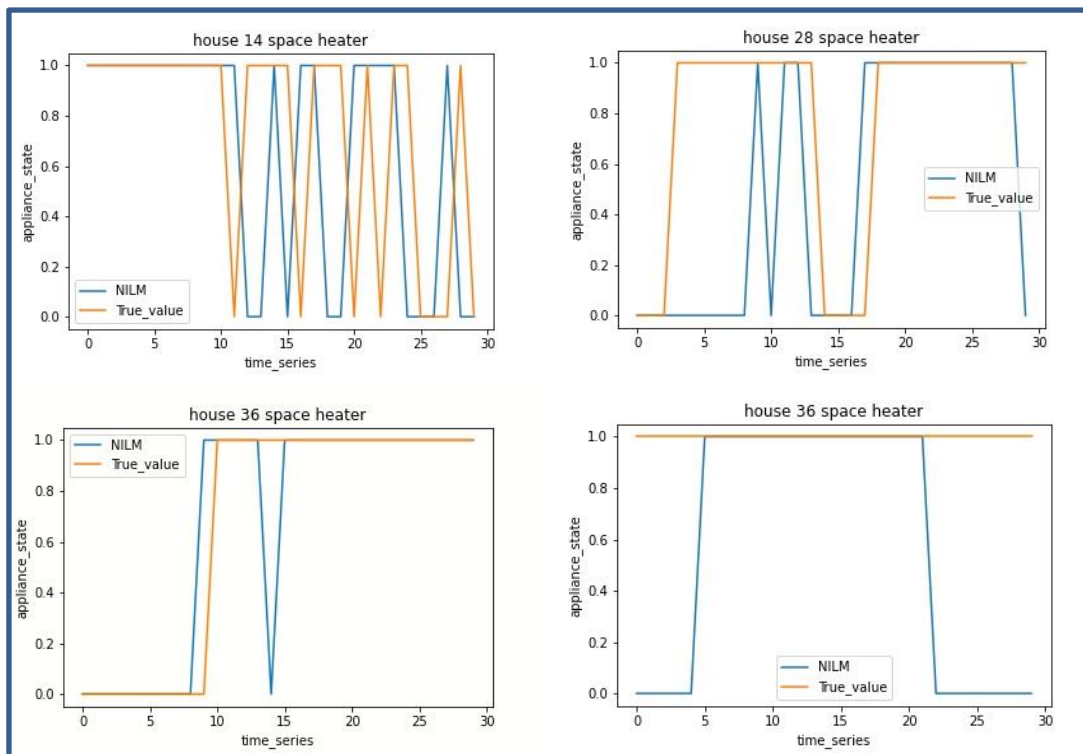 house 14 space heater
1.0
0.8
0.6
0.4
0.2
0.0
appliance_state
NILM
True_value
0 5 10 15 20 25 30
time_series
house 28 space heater
1.0
0.8
0.6
0.4
0.2
0.0
appliance_state
NILM
True_value
0 5 10 15 20 25 30
time_series
house 36 space heater
1.0
0.8
0.6
0.4
0.2
0.0
appliance_state
NILM
True_value
0 5 10 15 20 25 30
time_series
house 36 space heater
1.0
0.8
0.6
0.4
0.2
0.0
appliance_state
NILM
True_value
0 5 10 15 20 25 30
time_series